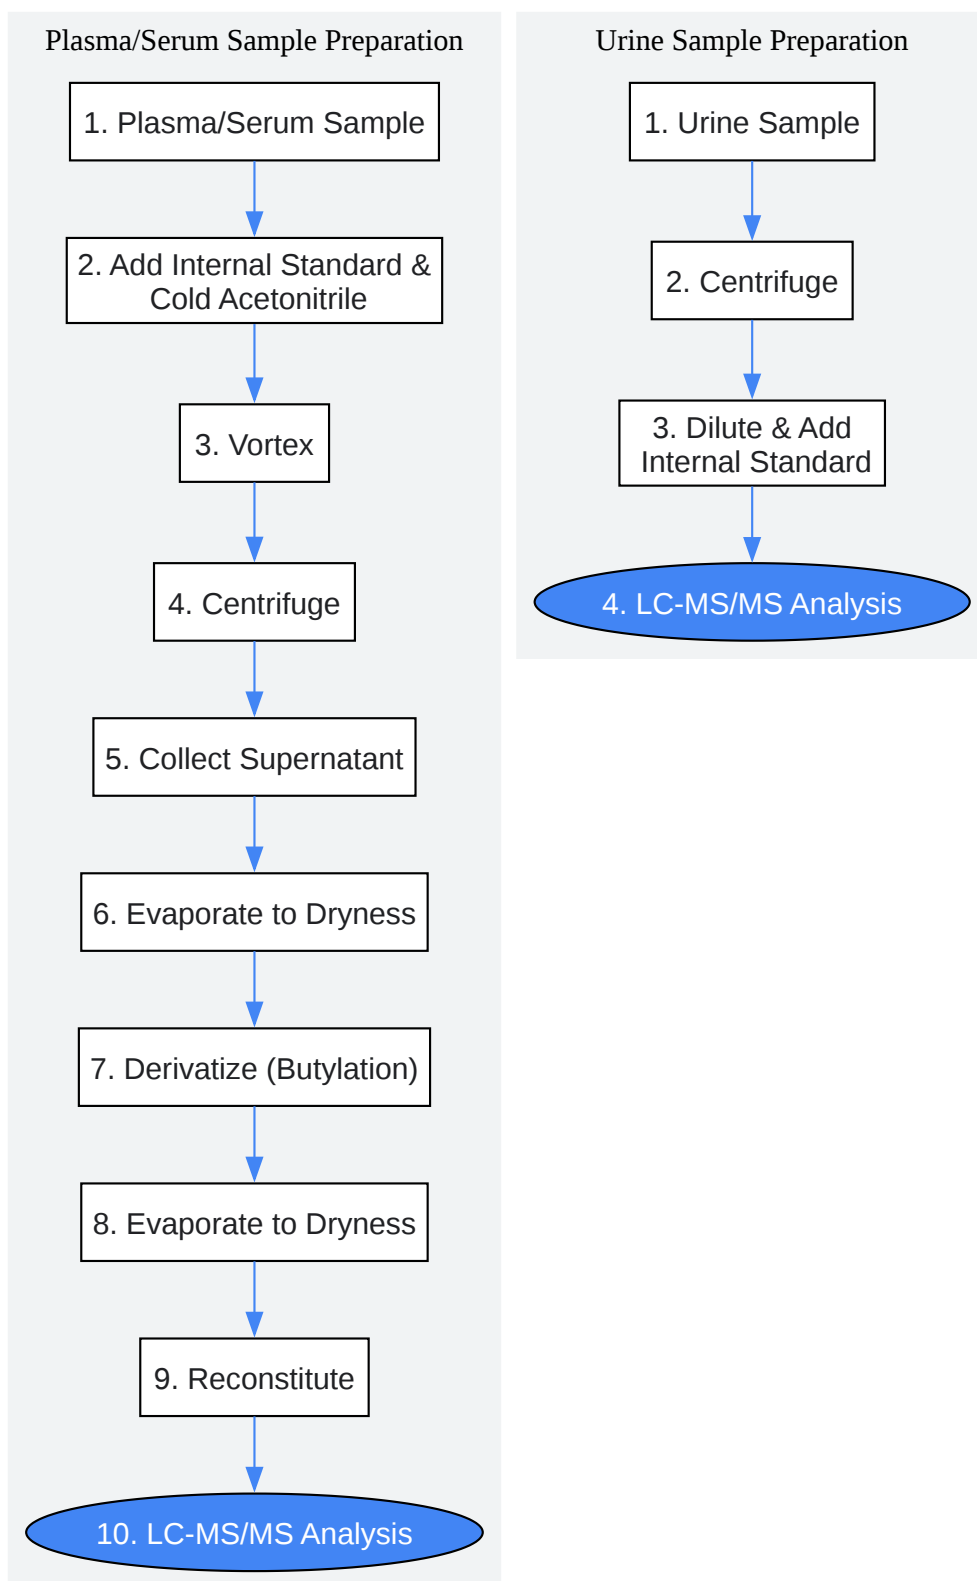 Plasma/Serum Sample Preparation
1. Plasma/Serum Sample
2. Add Internal Standard &
Cold Acetonitrile
3. Vortex
4. Centrifuge
5. Collect Supernatant
6. Evaporate to Dryness
7. Derivatize (Butylation)
8. Evaporate to Dryness
9. Reconstitute
10. LC-MS/MS Analysis
Urine Sample Preparation
1. Urine Sample
2. Centrifuge
3. Dilute & Add
Internal Standard
4. LC-MS/MS Analysis